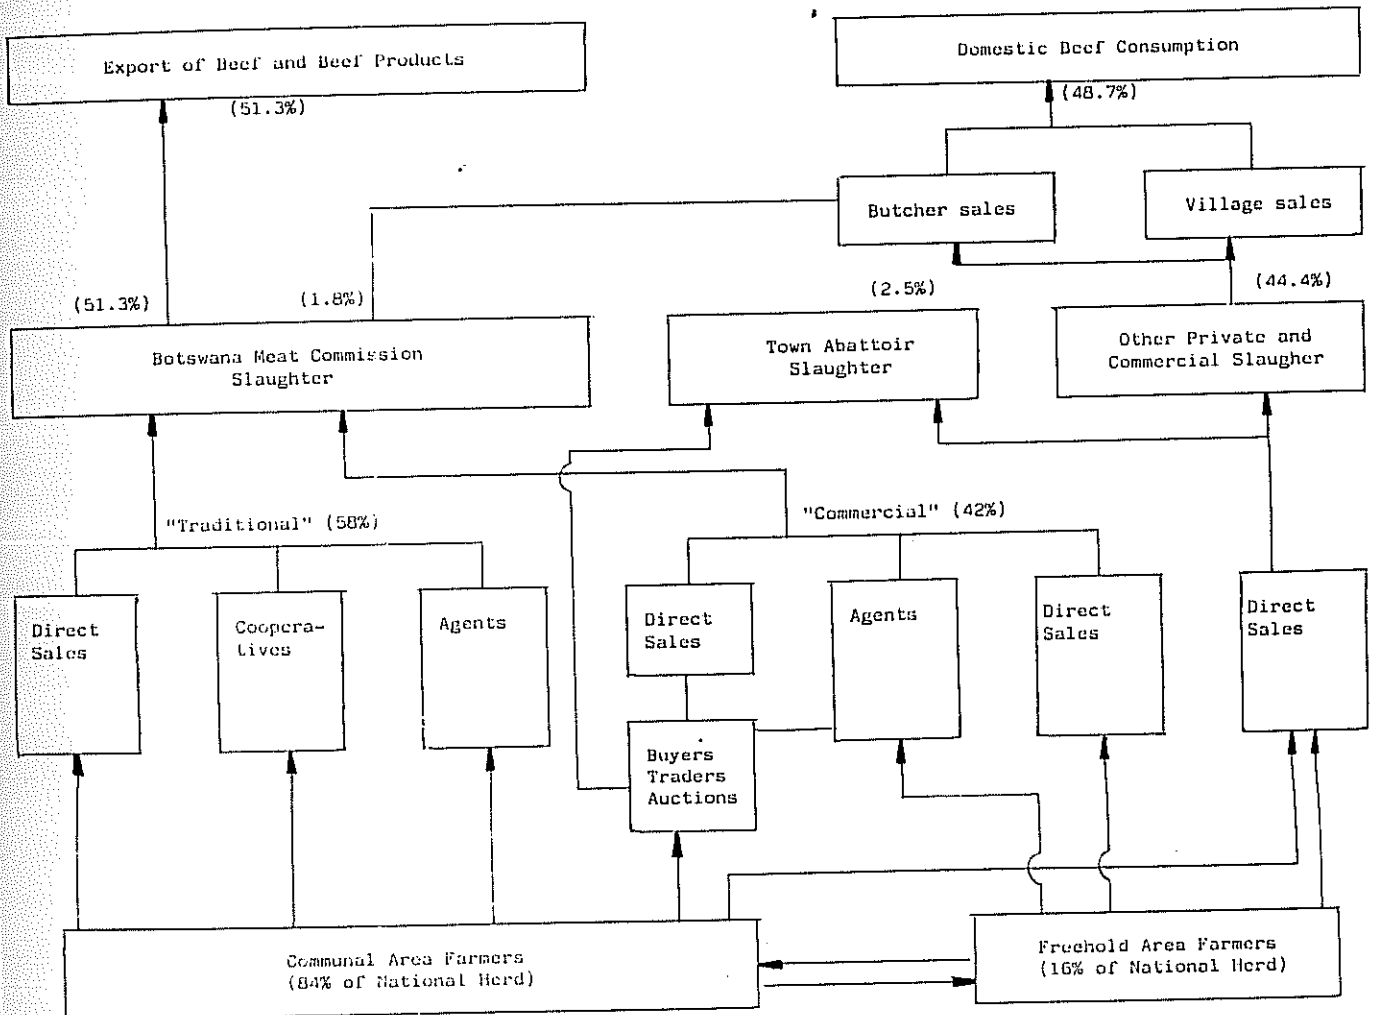 Export of Beef and Beef Products
Domestic Beef Consumption
(51.3%)
(48.7%)
Butcher sales
Village sales
(51.3%)
(1.8%)
(2.5%)
(44.4%)
Botswana Meat Commission
Slaughter
Town Abattoir
Slaughter
Other Private and
Commercial Slaugher
"Traditional" (58%)
"Commercial" (42%)
Direct
Sales
Coopera-
tives
Agents
Direct
Sales
Agents
Direct
Sales
Direct
Sales
Buyers
Traders
Auctions
Communal Area Farmers
(84% of National Herd)
Freehold Area Farmers
(16% of National Herd)